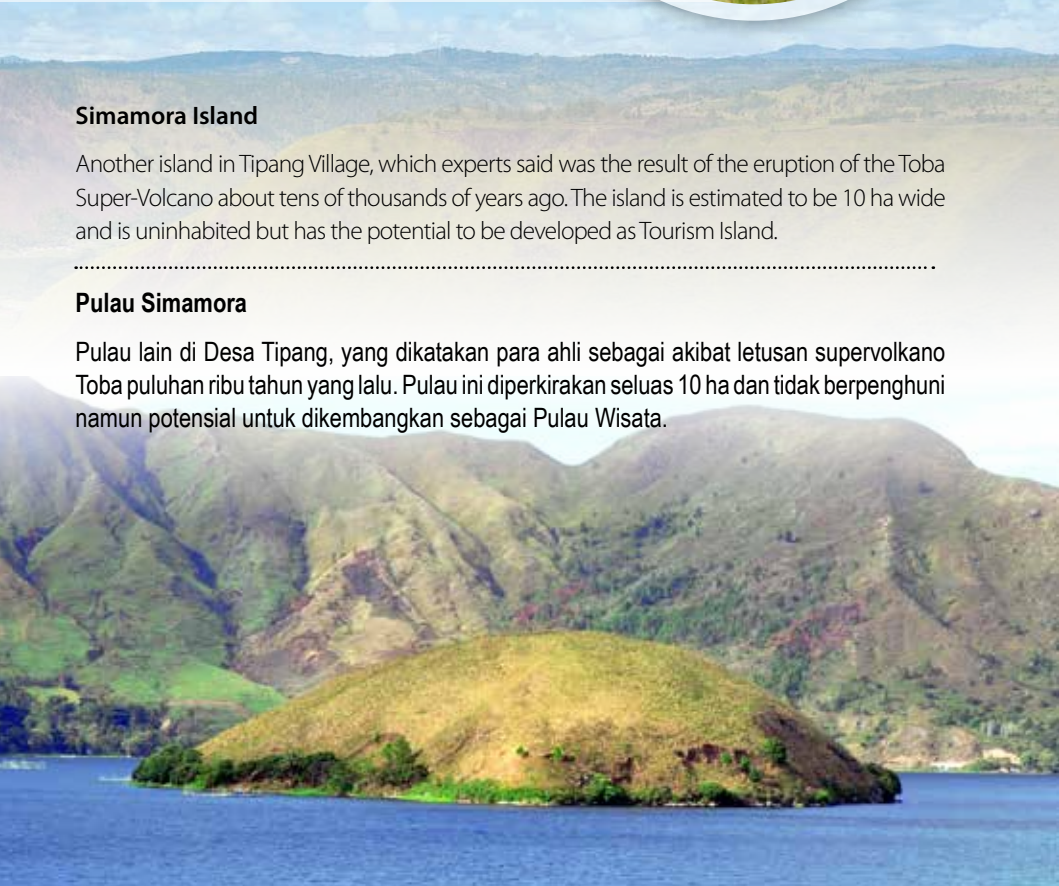 Simamora Island
Another island in Tipang Village, which experts said was the result of the eruption of the Toba
Super-Volcano about tens of thousands of years ago. The island is estimated to be 10 ha wide
and is uninhabited but has the potential to be developed as Tourism Island.
Pulau Simamora
Pulau lain di Desa Tipang, yang dikatakan para ahli sebagai akibat letusan supervolkano
Toba puluhan ribu tahun yang lalu. Pulau ini diperkirakan seluas 10 ha dan tidak berpenghuni
namun potensial untuk dikembangkan sebagai Pulau Wisata.